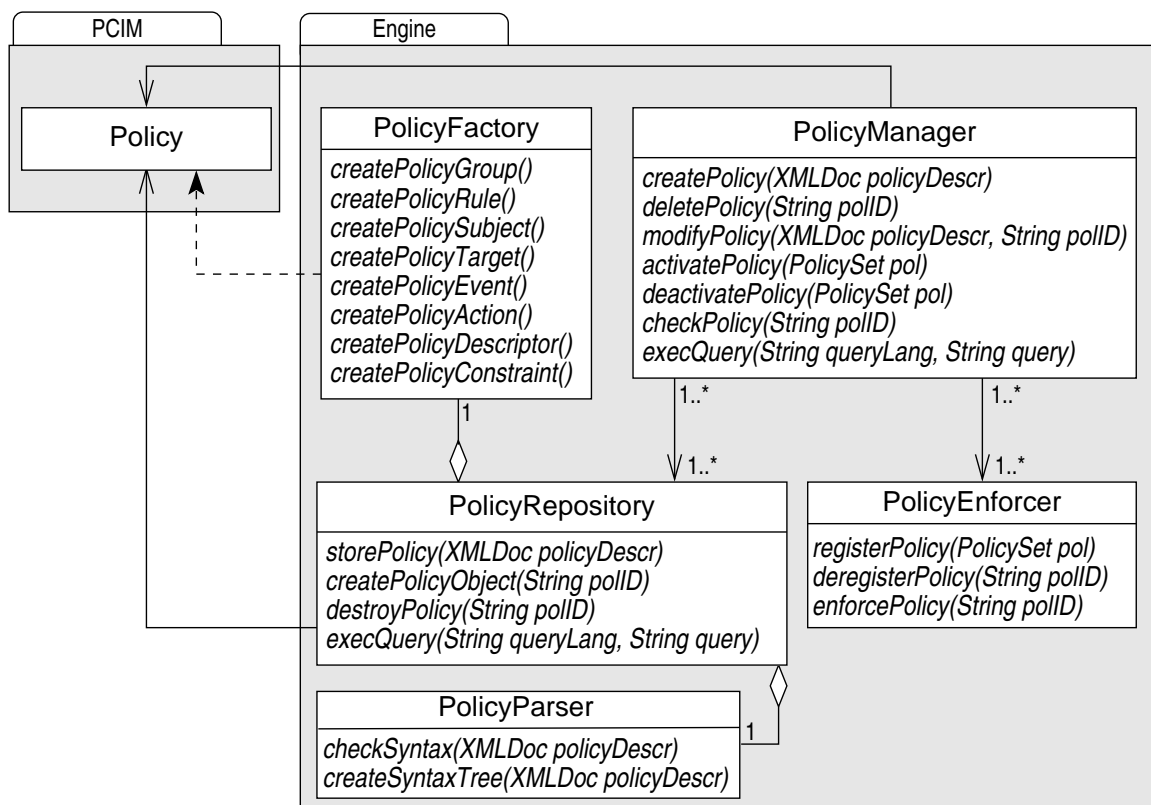 PCIM
Engine
Policy
PolicyFactory
createPolicyGroup()
createPolicyRule()
createPolicySubject()
createPolicyTarget()
createPolicyEvent()
createPolicyAction()
createPolicyDescriptor()
createPolicyConstraint()
PolicyManager
createPolicy(XMLDoc policyDescr)
deletePolicy(String polID)
modifyPolicy(XMLDoc policyDescr, String polID)
activatePolicy(PolicySet pol)
deactivatePolicy(PolicySet pol)
checkPolicy(String polID)
execQuery(String queryLang, String query)
1
1..*
1..*
1..*
1..*
PolicyRepository
storePolicy(XMLDoc policyDescr)
createPolicyObject(String polID)
destroyPolicy(String polID)
execQuery(String queryLang, String query)
PolicyEnforcer
registerPolicy(PolicySet pol)
deregisterPolicy(String polID)
enforcePolicy(String polID)
PolicyParser
checkSyntax(XMLDoc policyDescr)
createSyntaxTree(XMLDoc policyDescr)
1